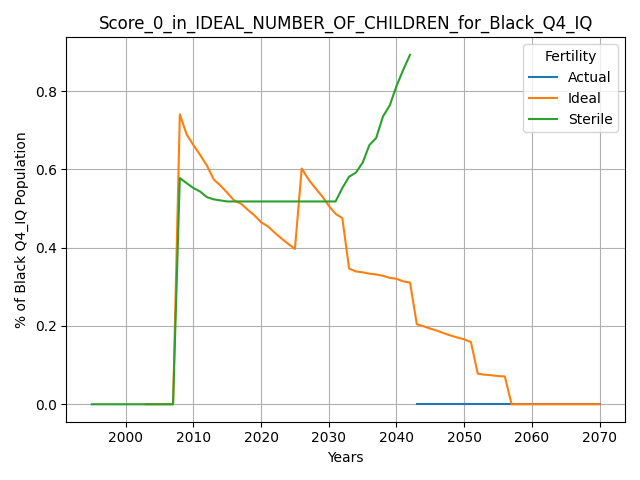 Score_0_in_IDEAL_NUMBER_OF_CHILDREN_for_Black_Q4_IQ
% of Black Q4_IQ Population
0.8
0.6
0.4
0.2
0.0
Fertility
Actual
Ideal
Sterile
2000 2010 2020 2030 2040 2050 2060 2070
Years